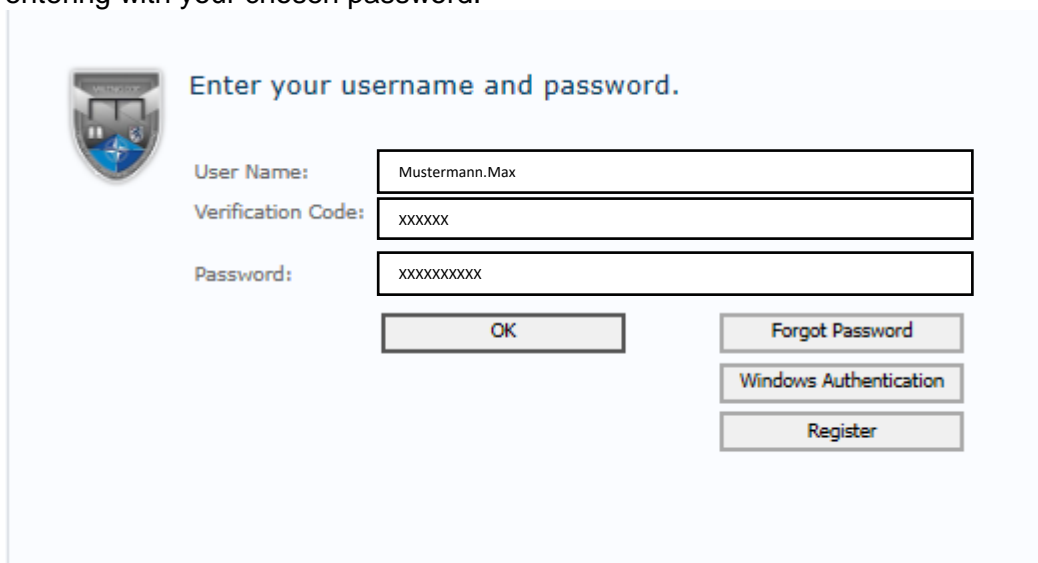 entering with your chosen password.
Enter your username and password.
User Name: Mustermann.Max
Verification Code: xxxxxx
Password: xxxxxxxxxx
OK Forgot Password
Windows Authentication
Register